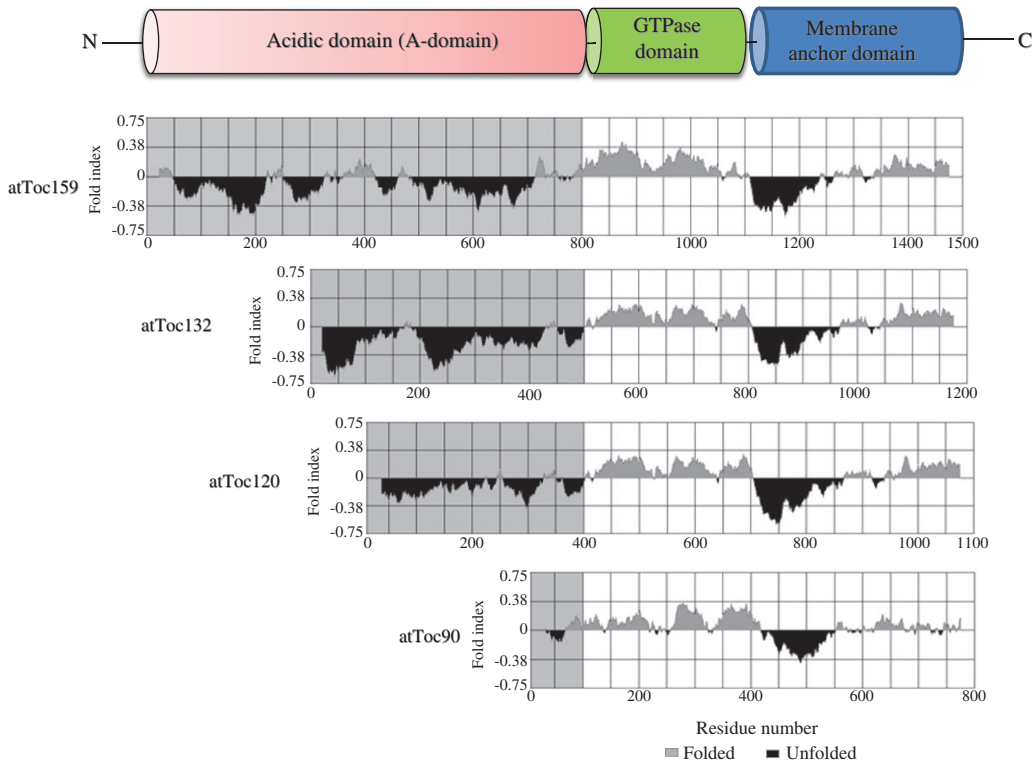 N
Acidic domain (A-domain)
GTPase
domain
Membrane
anchor domain
C
atToc159
Fold index
0.75
0.38
0
-0.38
-0.75
0 200 400 600 800 1000 1200 1400 1500
atToc132
Fold index
0.75
0.38
0
-0.38
-0.75
0 200 400 600 800 1000 1200
atToc120
Fold index
0.75
0.38
0
-0.38
-0.75
0 200 400 600 800 1000 1100
atToc90
Fold index
0.75
0.38
0
-0.38
-0.75
0 200 400 600 800
Residue number
Folded Unfolded